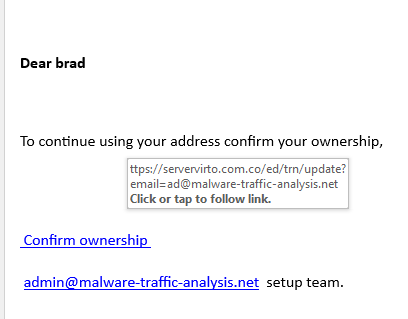 Dear brad
To continue using your address confirm your ownership,
ttps://servervirto.com.co/ed/trn/update?
email=ad@malware-traffic-analysis.net
Click or tap to follow link.
Confirm ownership
admin@malware-traffic-analysis.net setup team.